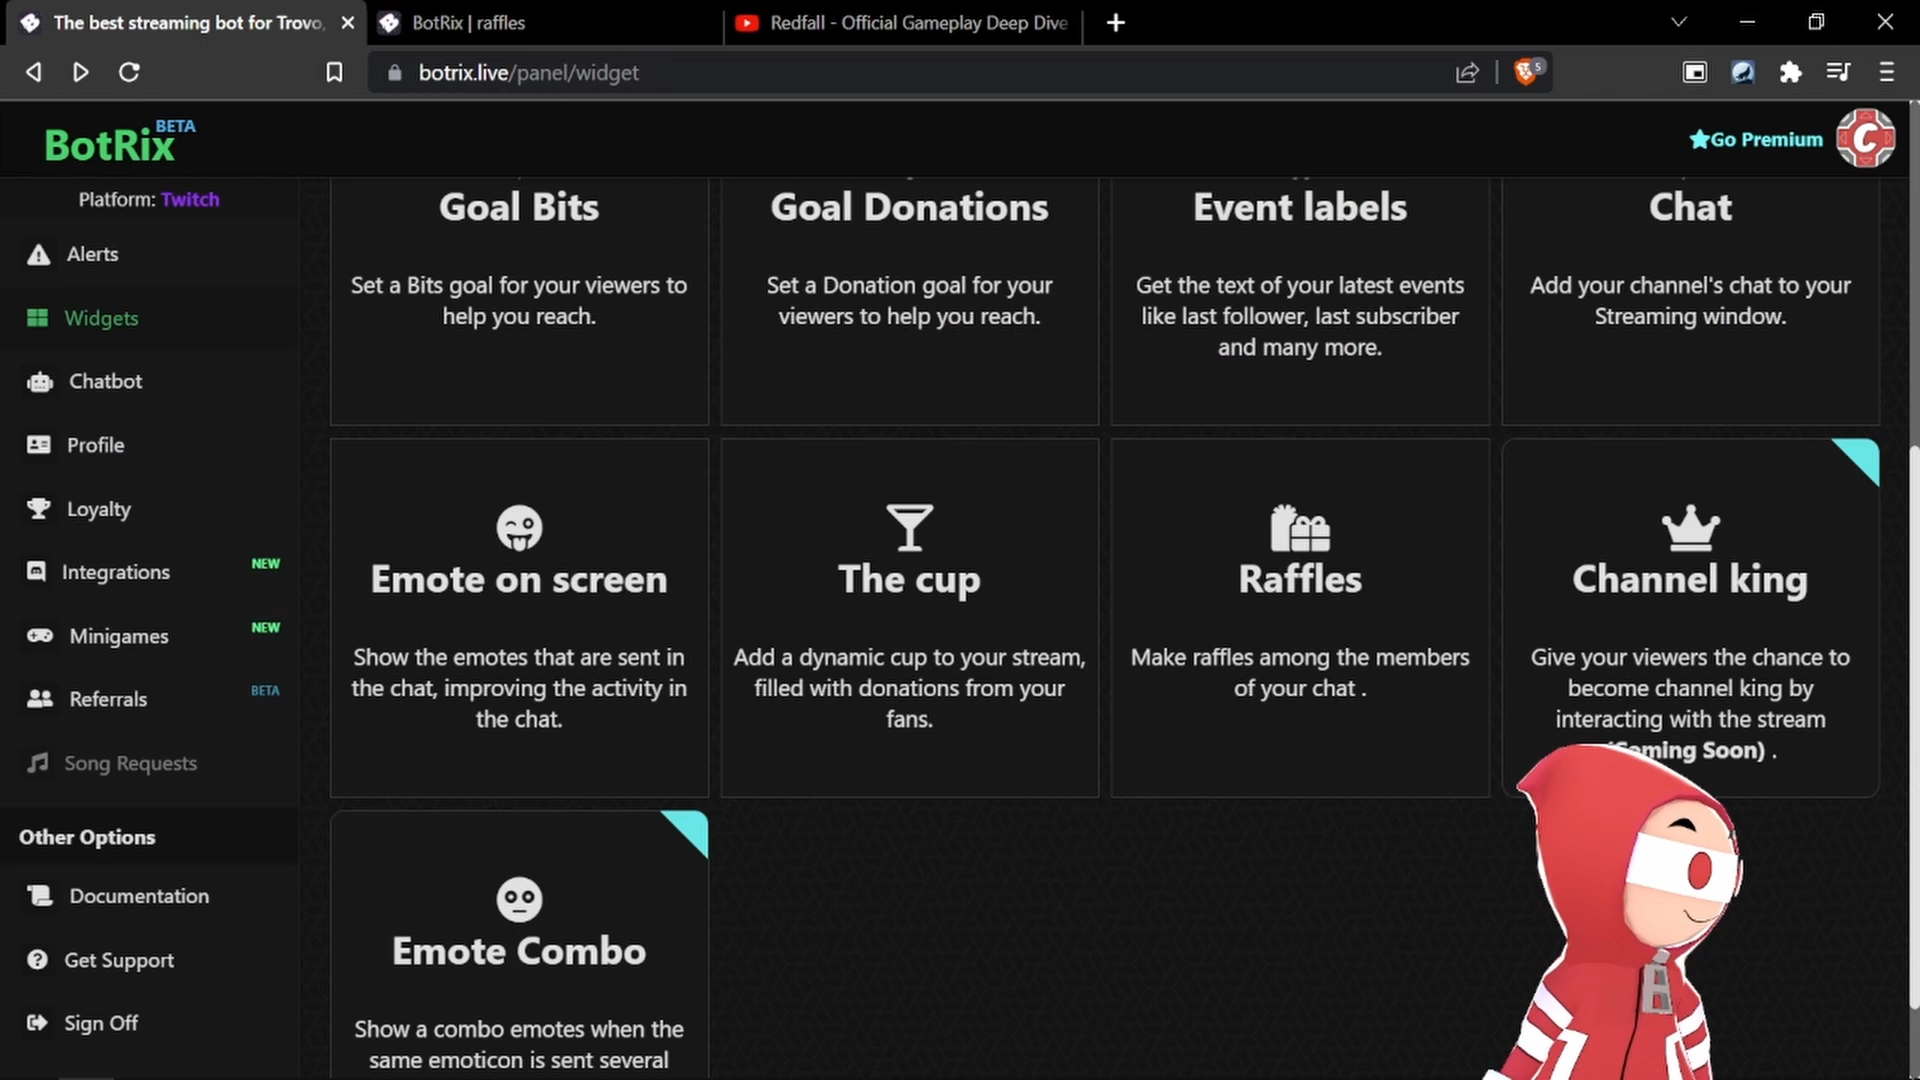 The best streaming bot for Trovo,
BotRix | raffles
Redfall - Official Gameplay Deep Dive
botrix.live/panel/widget
5
BotRix BETA
Go Premium
C
Platform: Twitch
Alerts
Widgets
Chatbot
Profile
Loyalty
Integrations NEW
Minigames NEW
Referrals BETA
Song Requests
Other Options
Documentation
Get Support
Sign Off
Goal Bits
Set a Bits goal for your viewers to
help you reach.
Goal Donations
Set a Donation goal for your
viewers to help you reach.
Event labels
Get the text of your latest events
like last follower, last subscriber
and many more.
Chat
Add your channel's chat to your
Streaming window.
Emote on screen
Show the emotes that are sent in
the chat, improving the activity in
the chat.
The cup
Add a dynamic cup to your stream,
filled with donations from your
fans.
Raffles
Make raffles among the members
of your chat .
Channel king
Give your viewers the chance to
become channel king by
interacting with the stream
(Coming Soon) .
Emote Combo
Show a combo emotes when the
same emoticon is sent several